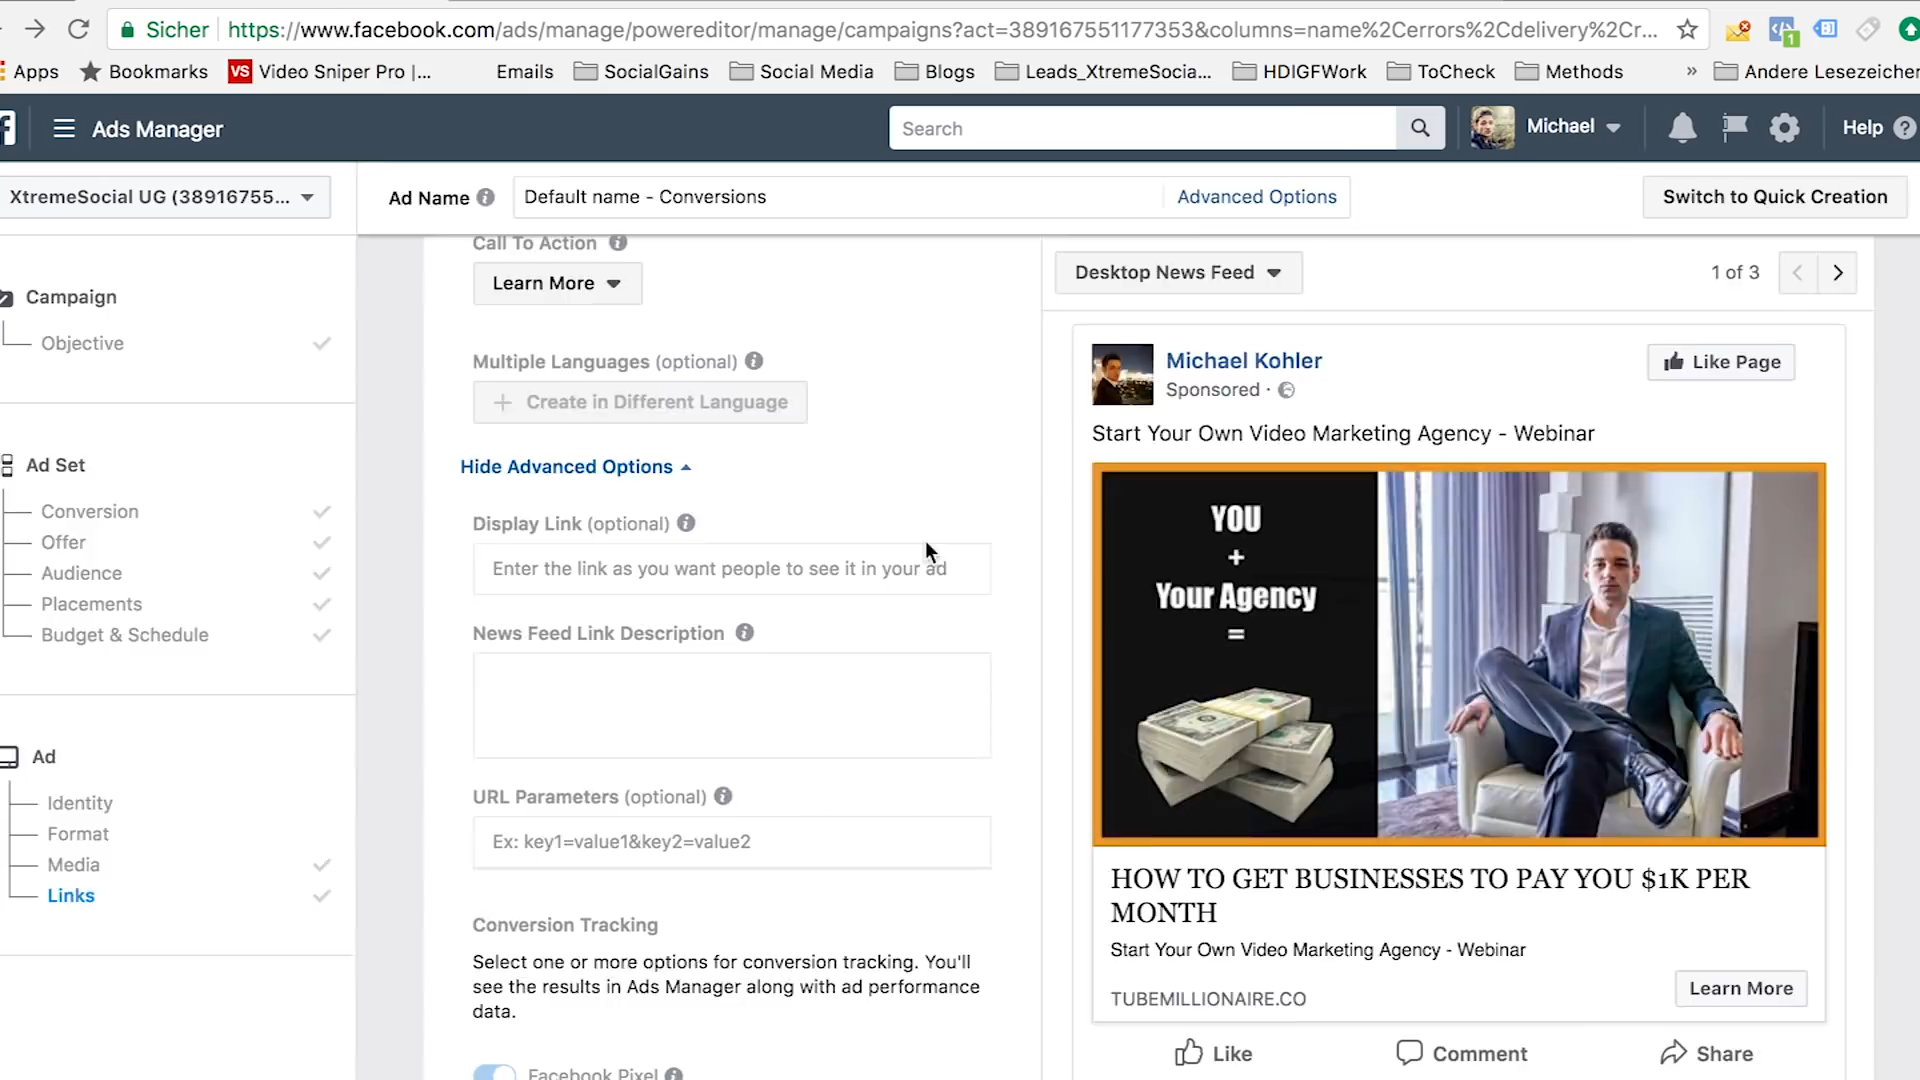 Sicher
https://www.facebook.com/ads/manage/powereditor/manage/campaigns?act=389167551177353&columns=name%2Cerrors%2Cdelivery%2Cr...
1
Apps
Bookmarks
VS Video Sniper Pro |...
Emails
SocialGains
Social Media
Blogs
Leads_XtremeSocia...
HDIGFWork
ToCheck
Methods
»
Andere Lesezeichen
Ads Manager
Search
Michael
Help
XtremeSocial UG (38916755...
Ad Name
Default name - Conversions
Advanced Options
Switch to Quick Creation
Campaign
Objective
Ad Set
Conversion
Offer
Audience
Placements
Budget & Schedule
Ad
Identity
Format
Media
Links
Call To Action
Learn More
Multiple Languages (optional)
+ Create in Different Language
Hide Advanced Options
Display Link (optional)
Enter the link as you want people to see it in your ad
News Feed Link Description
URL Parameters (optional)
Ex: key1=value1&key2=value2
Conversion Tracking
Select one or more options for conversion tracking. You'll
see the results in Ads Manager along with ad performance
data.
Facebook Pixel
Desktop News Feed
1 of 3
Michael Kohler
Sponsored ·
Like Page
Start Your Own Video Marketing Agency - Webinar
YOU
+
Your Agency
=
HOW TO GET BUSINESSES TO PAY YOU $1K PER
MONTH
Start Your Own Video Marketing Agency - Webinar
TUBEMILLIONAIRE.CO
Learn More
Like
Comment
Share